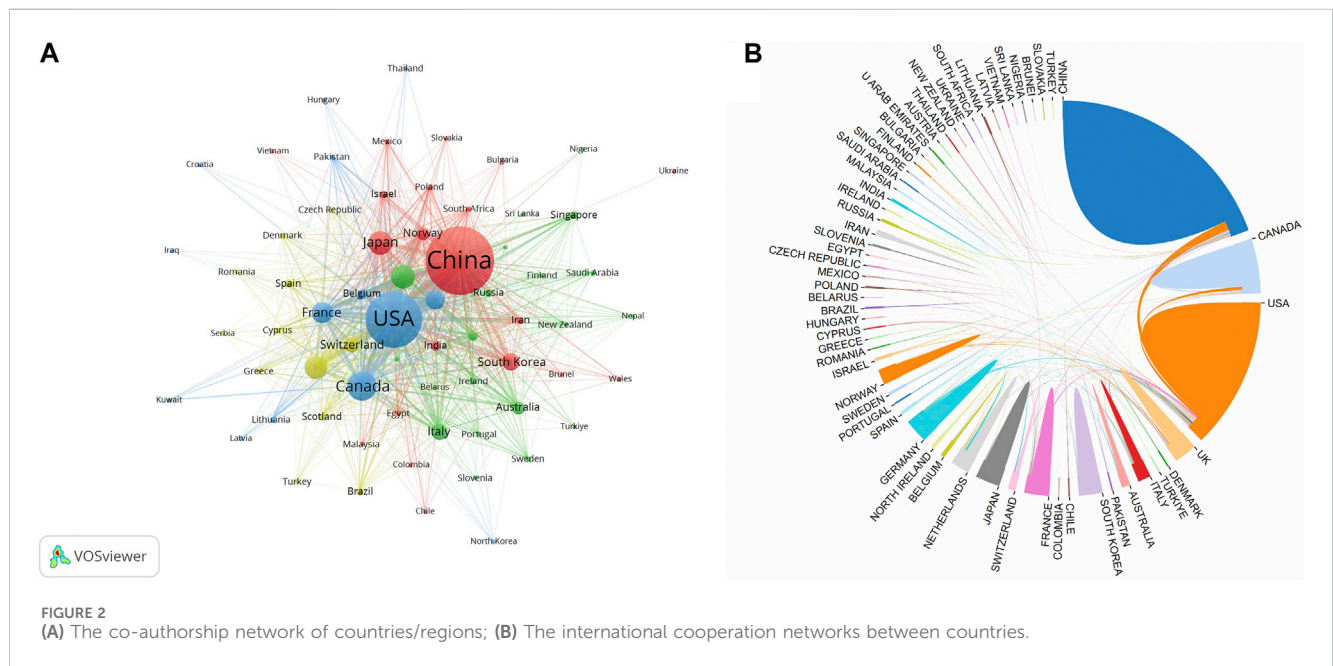 A
Thailand
Hungary
Mexico
Slovakia
Vietnam
Pakistan
Bulgaria
Nigeria
Croatia
Ukraine
Israel
Poland
Czech Republic
South Africa
Sri Lanka
Singapore
Denmark
Japan
Norway
Iraq
China
Romania
Spain
Belgium
Russia
Finland
Saudi Arabia
France
USA
Iran
New Zealand
Nepal
Serbia
Cyprus
Switzerland
India
South Korea
Greece
Canada
Belarus
Ireland
Brunei
Wales
Kuwait
Lithuania
Scotland
Egypt
Australia
Latvia
Malaysia
Italy
Portugal
Turkiye
Colombia
Sweden
Turkey
Brazil
Slovenia
Chile
North Korea
VOSviewer
B
CHINA
CANADA
USA
UK
DENMARK
TURKIYE
ITALY
AUSTRALIA
PAKISTAN
SOUTH KOREA
CHILE
COLOMBIA
FRANCE
SWITZERLAND
JAPAN
NETHERLANDS
BELGIUM
NORTH IRELAND
GERMANY
SPAIN
PORTUGAL
SWEDEN
NORWAY
ISRAEL
ROMANIA
GREECE
CYPRUS
HUNGARY
BRAZIL
BELARUS
POLAND
MEXICO
CZECH REPUBLIC
EGYPT
SLOVENIA
IRAN
RUSSIA
IRELAND
INDIA
MALAYSIA
SAUDI ARABIA
SINGAPORE
FINLAND
BULGARIA
U ARAB EMIRATES
AUSTRIA
THAILAND
NEW ZEALAND
UKRAINE
SOUTH AFRICA
LITHUANIA
LATVIA
VIETNAM
SRI LANKA
NIGERIA
BRUNEI
SLOVAKIA
TURKEY
FIGURE 2
(A) The co-authorship network of countries/regions; (B) The international cooperation networks between countries.